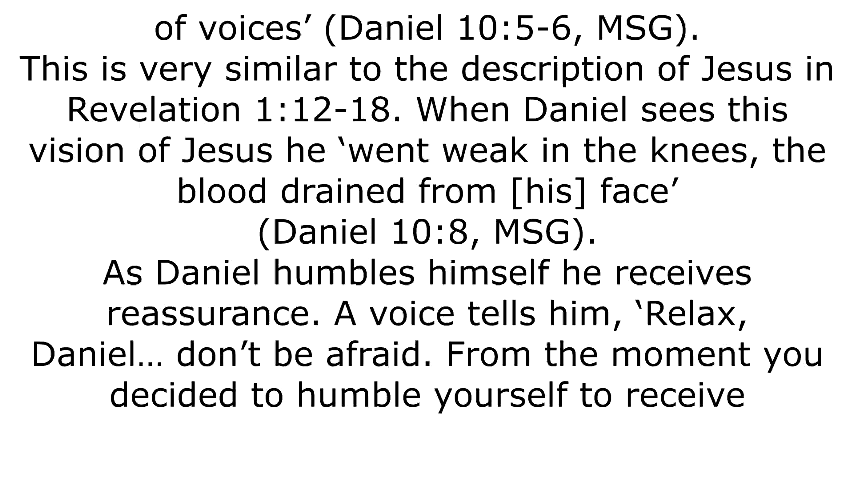 of voices’ (Daniel 10:5-6, MSG).
This is very similar to the description of Jesus in
Revelation 1:12-18. When Daniel sees this
vision of Jesus he ‘went weak in the knees, the
blood drained from [his] face’
(Daniel 10:8, MSG).
As Daniel humbles himself he receives
reassurance. A voice tells him, ‘Relax,
Daniel… don’t be afraid. From the moment you
decided to humble yourself to receive